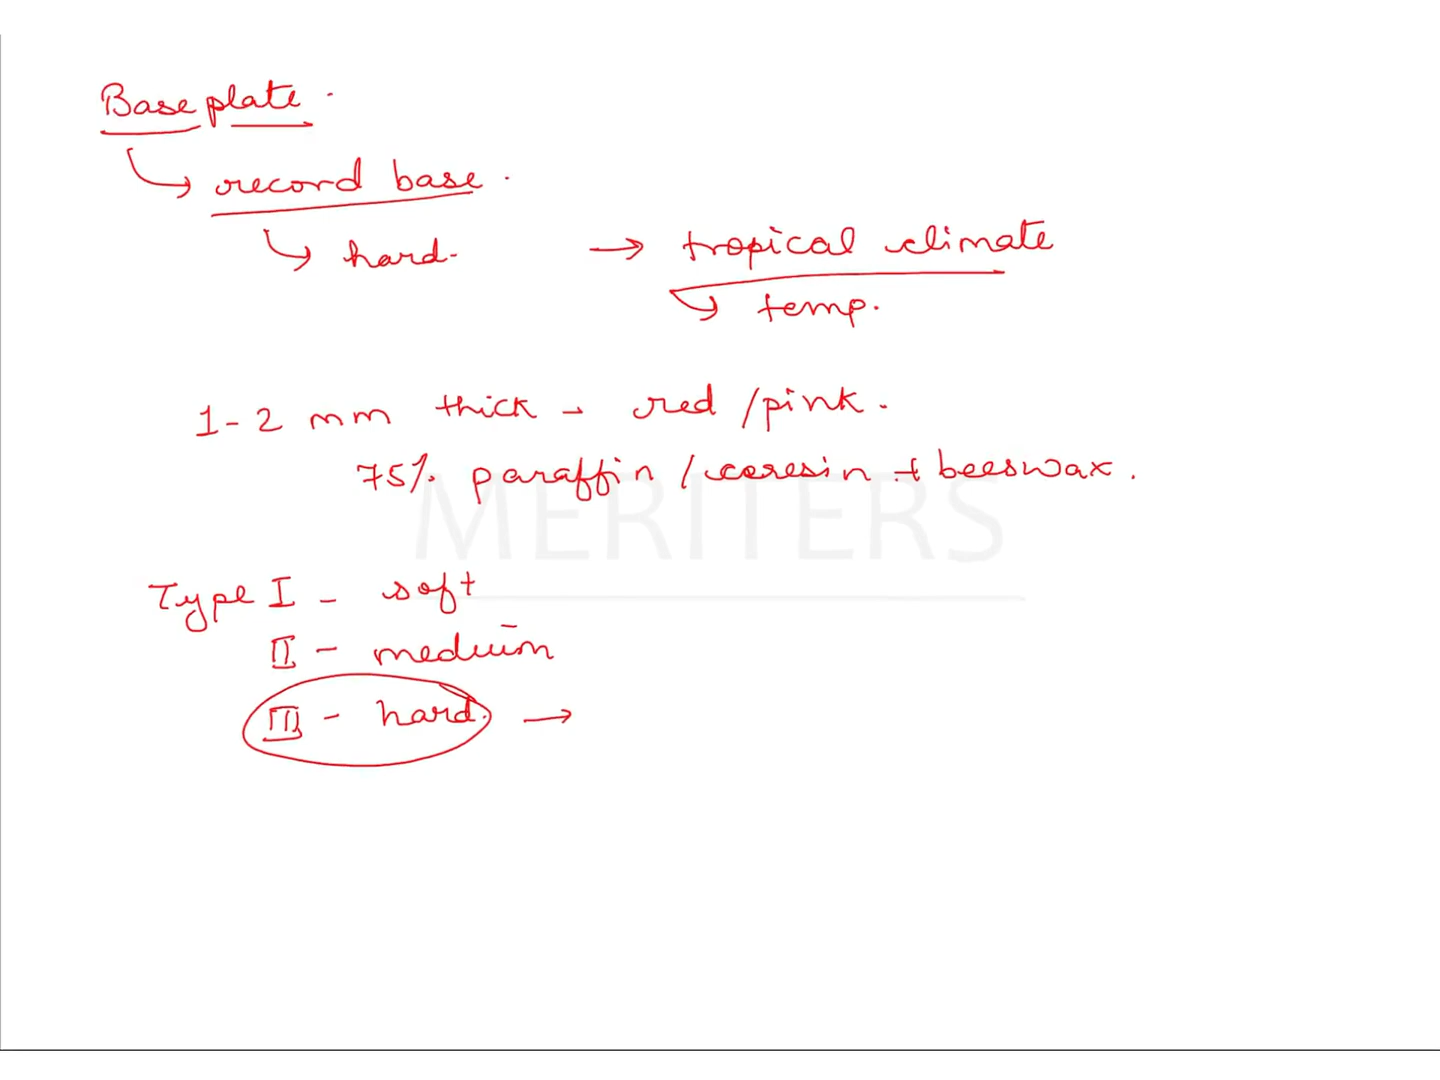 Base plate.
↳ record base.
↳ hard. → tropical climate
↳ temp.
1-2 mm thick - red/pink.
75% paraffin/ceresin + beeswax.
MERITERS
Type I - soft
II - medium
III - hard. →